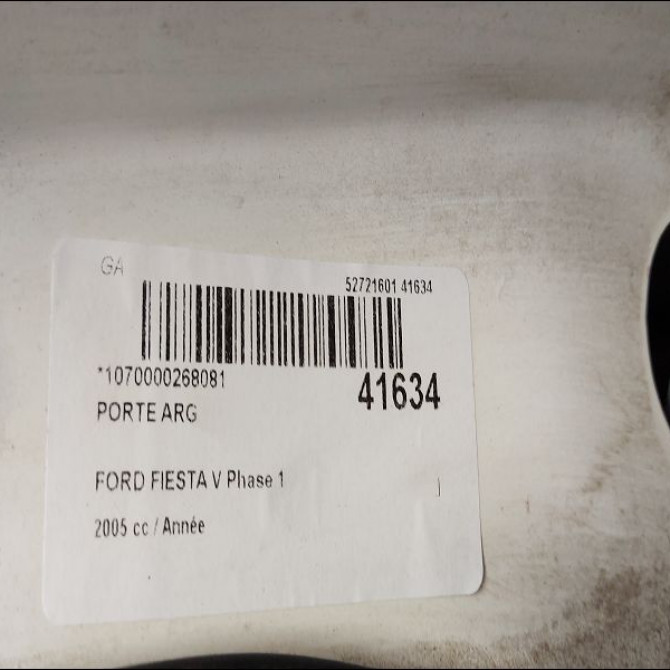 GA
52721601 41634
*1070000268081
41634
PORTE ARG
FORD FIESTA V Phase 1
)
2005 cc / Année